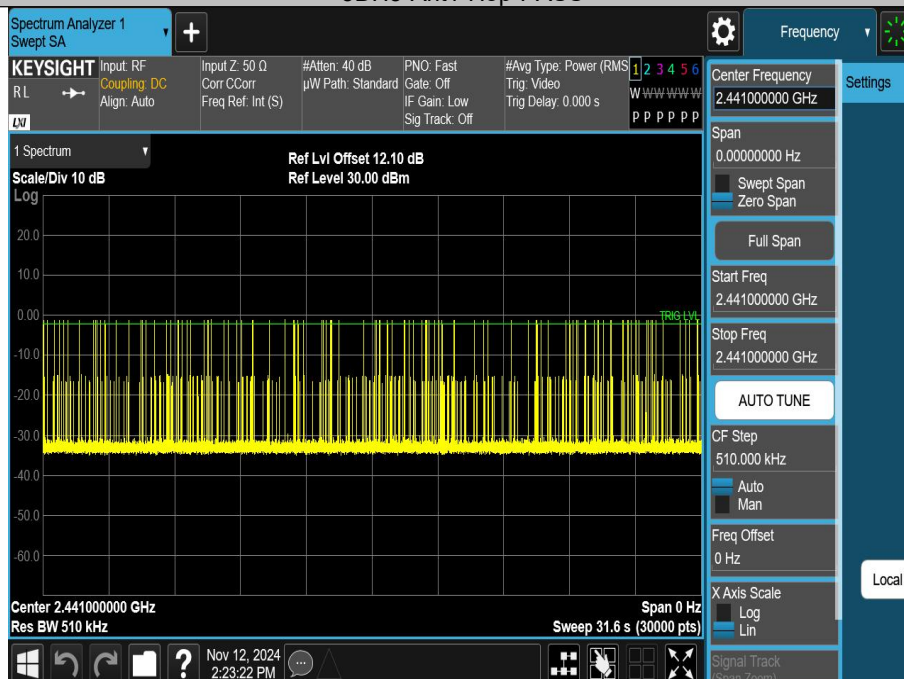 Spectrum Analyzer 1
Swept SA
Frequency
KEYSIGHT
R L
LXI
Input: RF
Coupling: DC
Align: Auto
Input Z: 50 Ω
Corr CCorr
Freq Ref: Int (S)
#Atten: 40 dB
µW Path: Standard
PNO: Fast
Gate: Off
IF Gain: Low
Sig Track: Off
#Avg Type: Power (RMS
Trig: Video
Trig Delay: 0.000 s
1 2 3 4 5 6
W W W W W W
P P P P P P
1 Spectrum
Scale/Div 10 dB
Log
Ref Lvl Offset 12.10 dB
Ref Level 30.00 dBm
20.0
10.0
0.00
TRIG LVL
-10.0
-20.0
-30.0
-40.0
-50.0
-60.0
Center 2.441000000 GHz
Res BW 510 kHz
Span 0 Hz
Sweep 31.6 s (30000 pts)
Nov 12, 2024
2:23:22 PM
Center Frequency
2.441000000 GHz
Settings
Span
0.00000000 Hz
Swept Span
Zero Span
Full Span
Start Freq
2.441000000 GHz
Stop Freq
2.441000000 GHz
AUTO TUNE
CF Step
510.000 kHz
Auto
Man
Freq Offset
0 Hz
Local
X Axis Scale
Log
Lin
Signal Track
(Span Zoom)